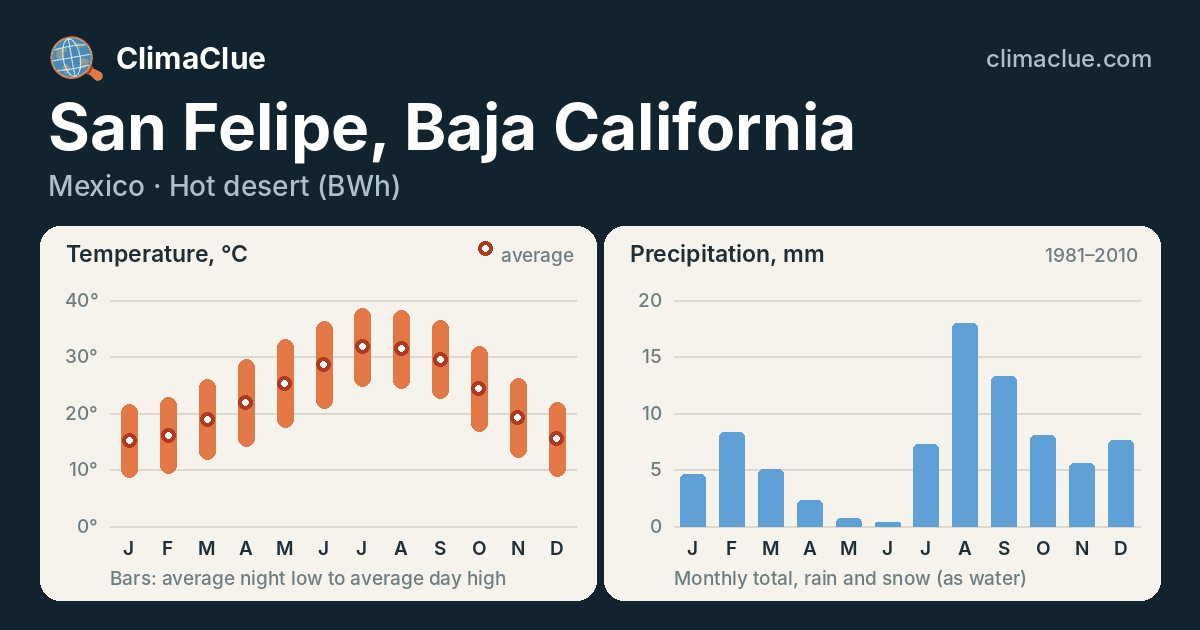 ClimaClue
climaclue.com
San Felipe, Baja California
Mexico · Hot desert (BWh)
Temperature, °C
average
40°
30°
20°
10°
0°
J F M A M J J A S O N D
Bars: average night low to average day high
Precipitation, mm
1981–2010
20
15
10
5
0
J F M A M J J A S O N D
Monthly total, rain and snow (as water)